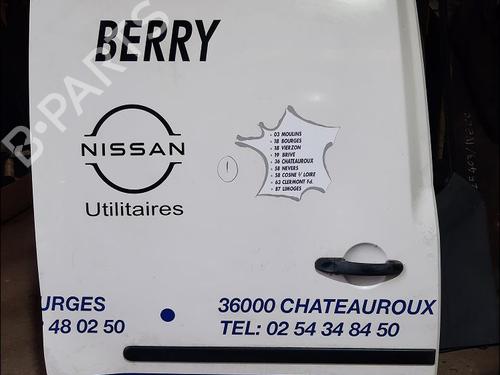 BERRY
NISSAN
Utilitaires
03 MOULINS
18 BOURGES
18 VIERZON
19 BRIVE
36 CHATEAUROUX
58 NEVERS
58 COSNE S/ LOIRE
63 CLERMONT Fd.
87 LIMOGES
URGES
48 02 50
36000 CHATEAUROUX
TEL: 02 54 34 84 50
B-PARTS